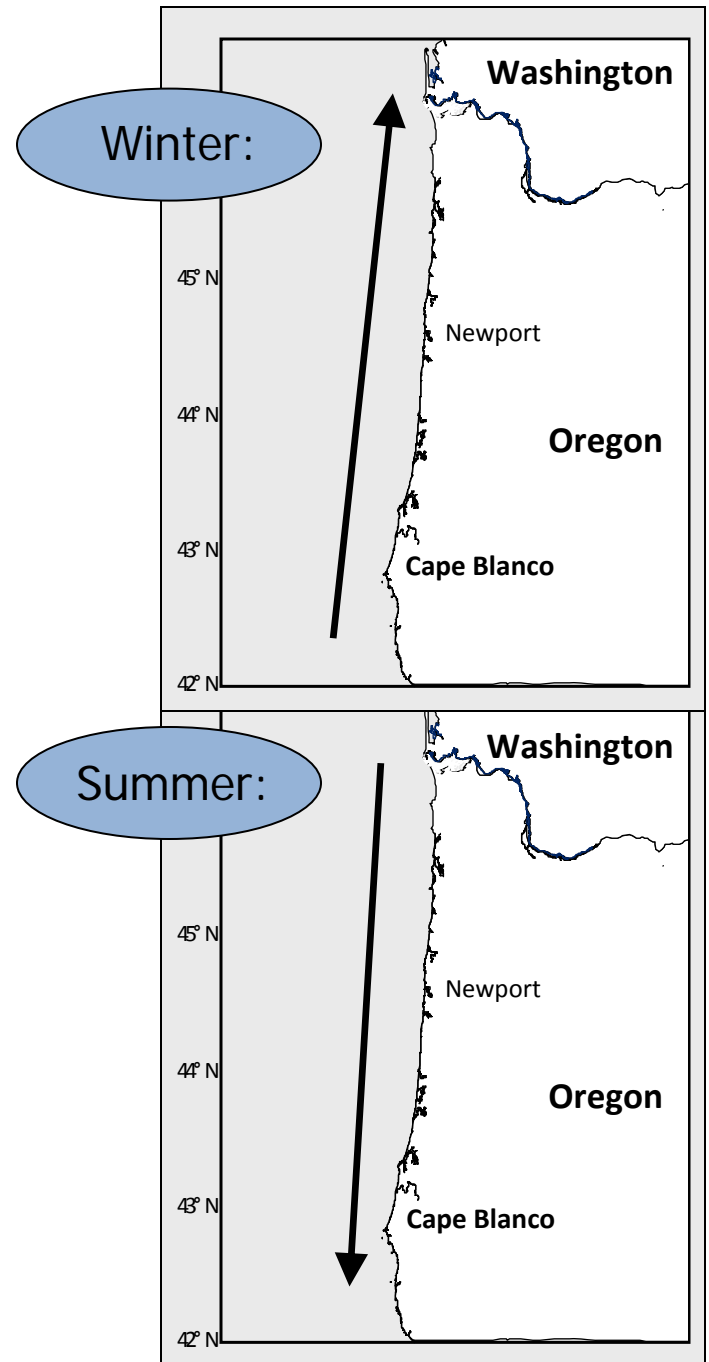 Washington
Winter:
45° N
Newport
44° N
Oregon
43° N
Cape Blanco
42° N
Washington
Summer:
45° N
Newport
44° N
Oregon
43° N
Cape Blanco
42° N